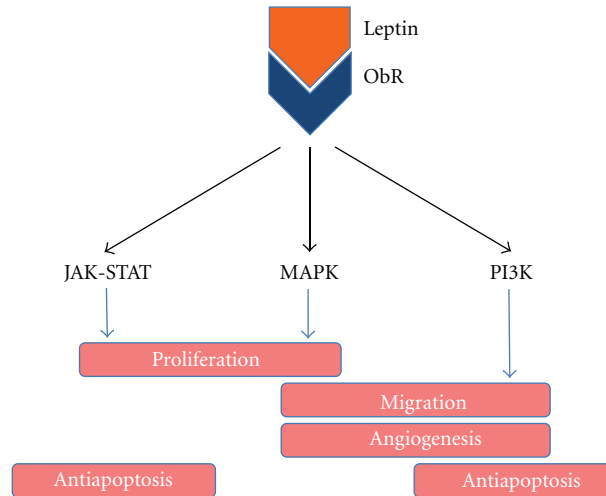 Leptin
ObR
JAK-STAT
MAPK
PI3K
Proliferation
Migration
Angiogenesis
Antiapoptosis
Antiapoptosis